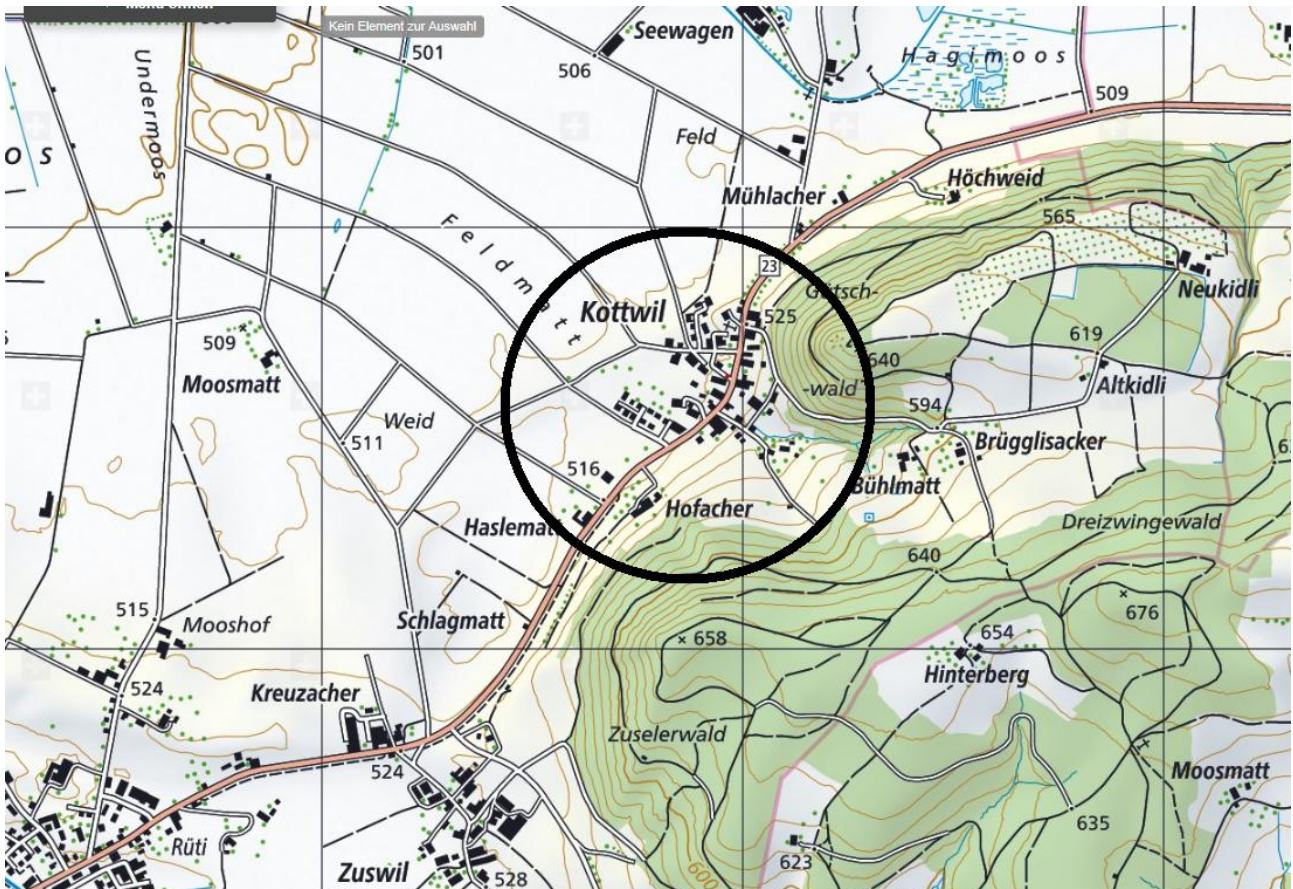 Kein Element zur Auswahl
Seewagen
Hagimoos
501
506
509
Undermoos
Feld
O S
Mühlacher
Höchweid
565
Feldmatt
23
Neukidli
Gütsch-
Kottwil
525
619
509
640
Moosmatt
-wald
Altkidli
Weid
594
511
Brügglisacker
516
Bühlmatt
Hofacher
Haslematt
Dreizwingewald
640
676
515
Mooshof
Schlagmatt
658
654
Hinterberg
524
Kreuzacher
Zuselerwald
524
Moosmatt
635
Rüti
623
Zuswil
528
600